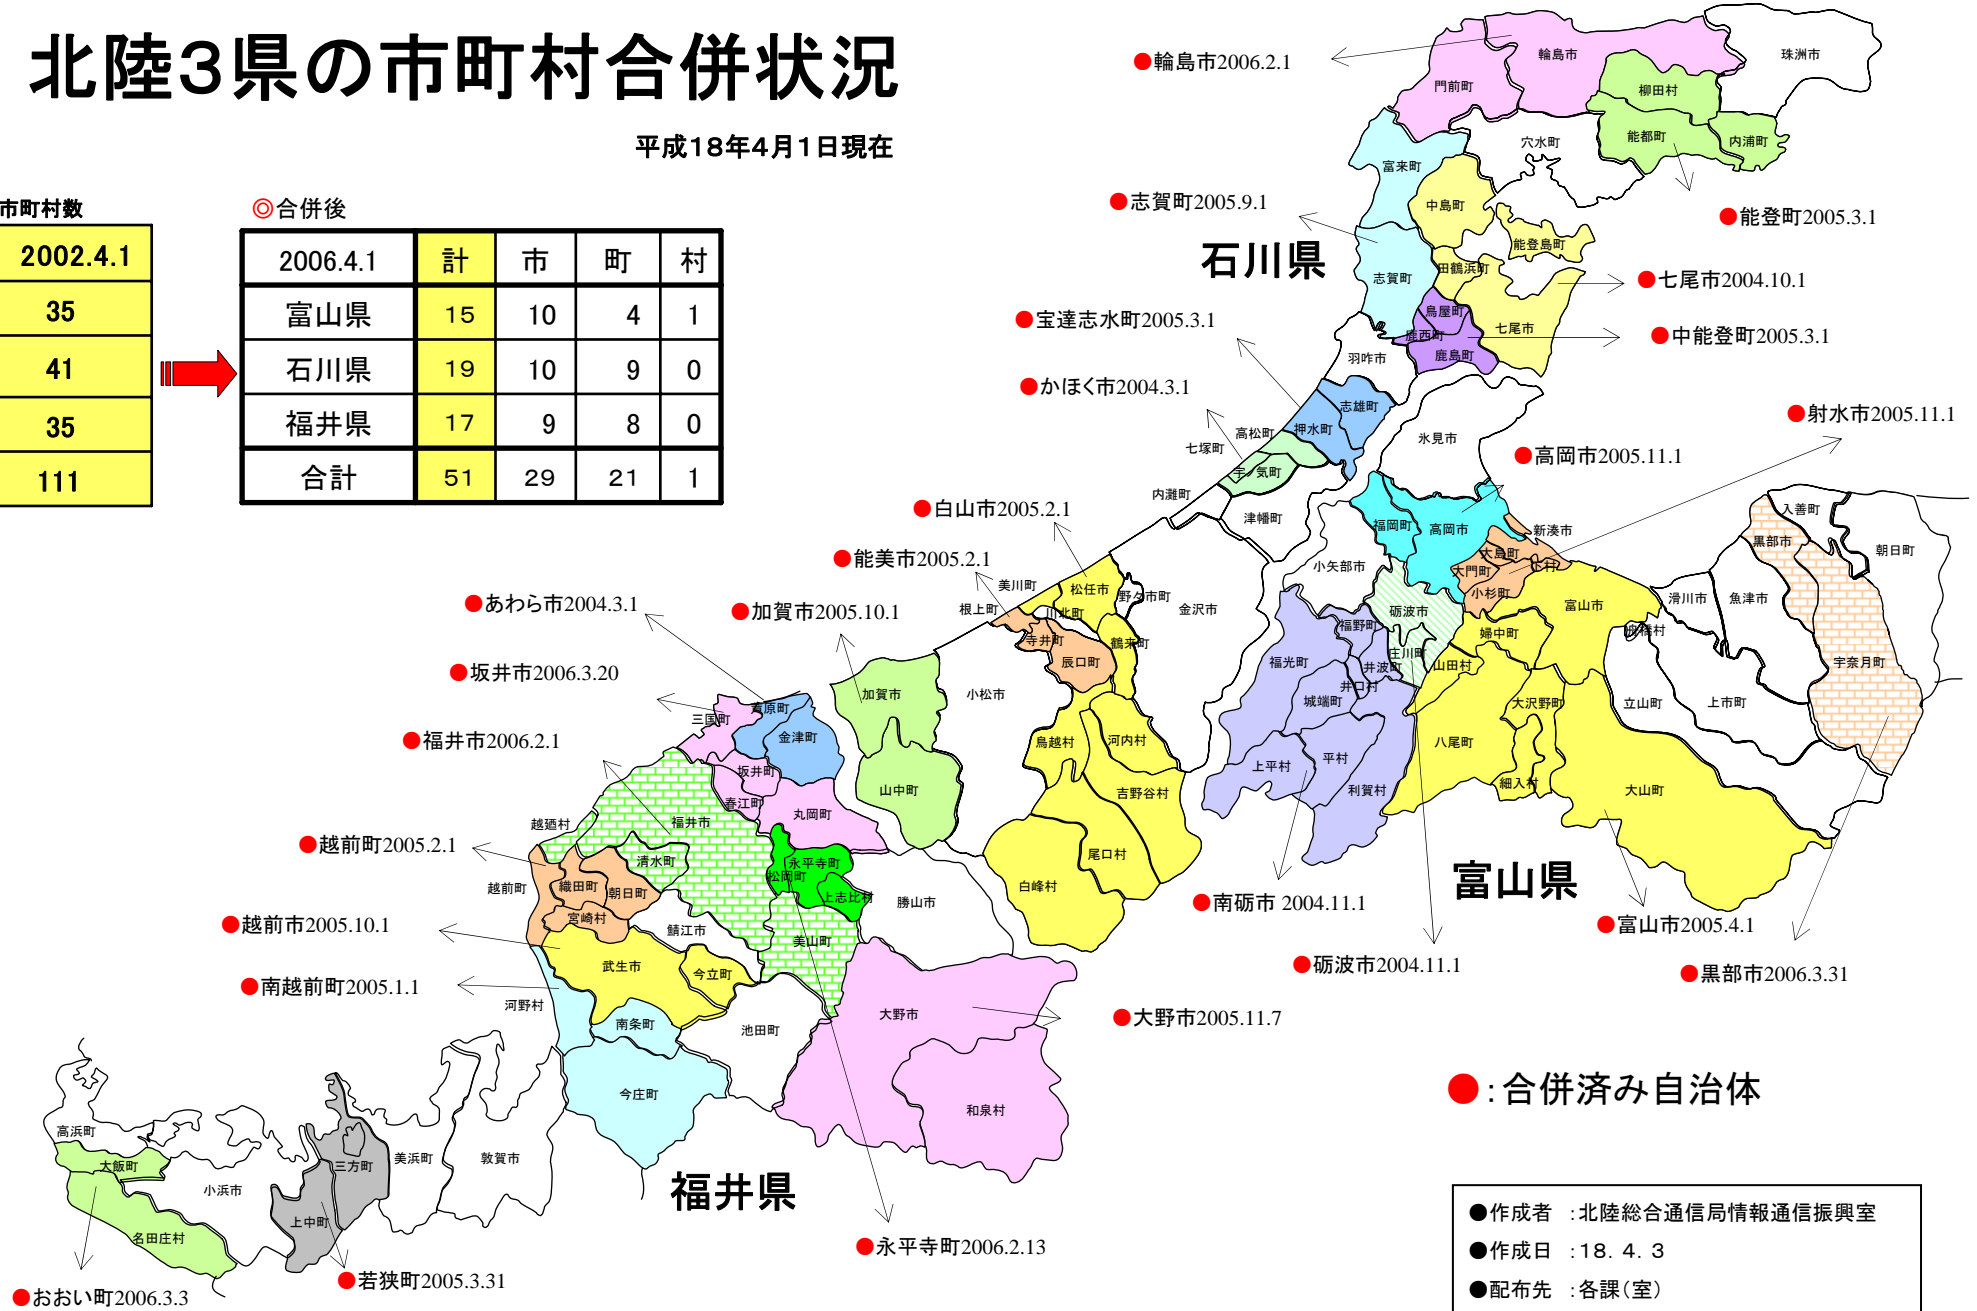 北陸3県の市町村合併状況
平成18年4月1日現在
市町村数
2002.4.1
35
41
35
111
◎合併後
2006.4.1 計 市 町 村
富山県 15 10 4 1
石川県 19 10 9 0
福井県 17 9 8 0
合計 51 29 21 1
石川県
●輪島市2006.2.1
●志賀町2005.9.1
●宝達志水町2005.3.1
●かほく市2004.3.1
●白山市2005.2.1
●能美市2005.2.1
●加賀市2005.10.1
●能登町2005.3.1
●七尾市2004.10.1
●中能登町2005.3.1
輪島市
珠洲市
門前町
柳田村
能都町
内浦町
穴水町
富来町
中島町
能登島町
田鶴浜町
志賀町
鳥屋町
七尾市
鹿西町
鹿島町
羽咋市
志雄町
押水町
高松町
七塚町
宇ノ気町
内灘町
津幡町
美川町
松任市
野々市町
金沢市
根上町
川北町
寺井町
鶴来町
辰口町
加賀市
小松市
鳥越村
河内村
山中町
吉野谷村
尾口村
白峰村
富山県
●射水市2005.11.1
●高岡市2005.11.1
●南砺市 2004.11.1
●砺波市2004.11.1
●富山市2005.4.1
●黒部市2006.3.31
氷見市
福岡町
高岡市
新湊市
大島町
下村
大門町
小杉町
小矢部市
砺波市
福野町
庄川町
井波町
福光町
井口村
城端町
上平村
平村
利賀村
富山市
婦中町
山田村
八尾町
大沢野町
細入村
大山町
舟橋村
立山町
上市町
滑川市
魚津市
黒部市
宇奈月町
入善町
朝日町
福井県
●あわら市2004.3.1
●坂井市2006.3.20
●福井市2006.2.1
●越前町2005.2.1
●越前市2005.10.1
●南越前町2005.1.1
●大野市2005.11.7
●永平寺町2006.2.13
●若狭町2005.3.31
●おおい町2006.3.3
三国町
芦原町
金津町
坂井町
春江町
丸岡町
福井市
越廼村
清水町
永平寺町
松岡町
上志比村
勝山市
越前町
織田町
朝日町
宮崎村
鯖江市
美山町
武生市
今立町
河野村
南条町
池田町
大野市
今庄町
和泉村
高浜町
大飯町
小浜市
名田庄村
上中町
三方町
美浜町
敦賀市
●:合併済み自治体
●作成者 :北陸総合通信局情報通信振興室
●作成日 :18.4.3
●配布先 :各課(室)